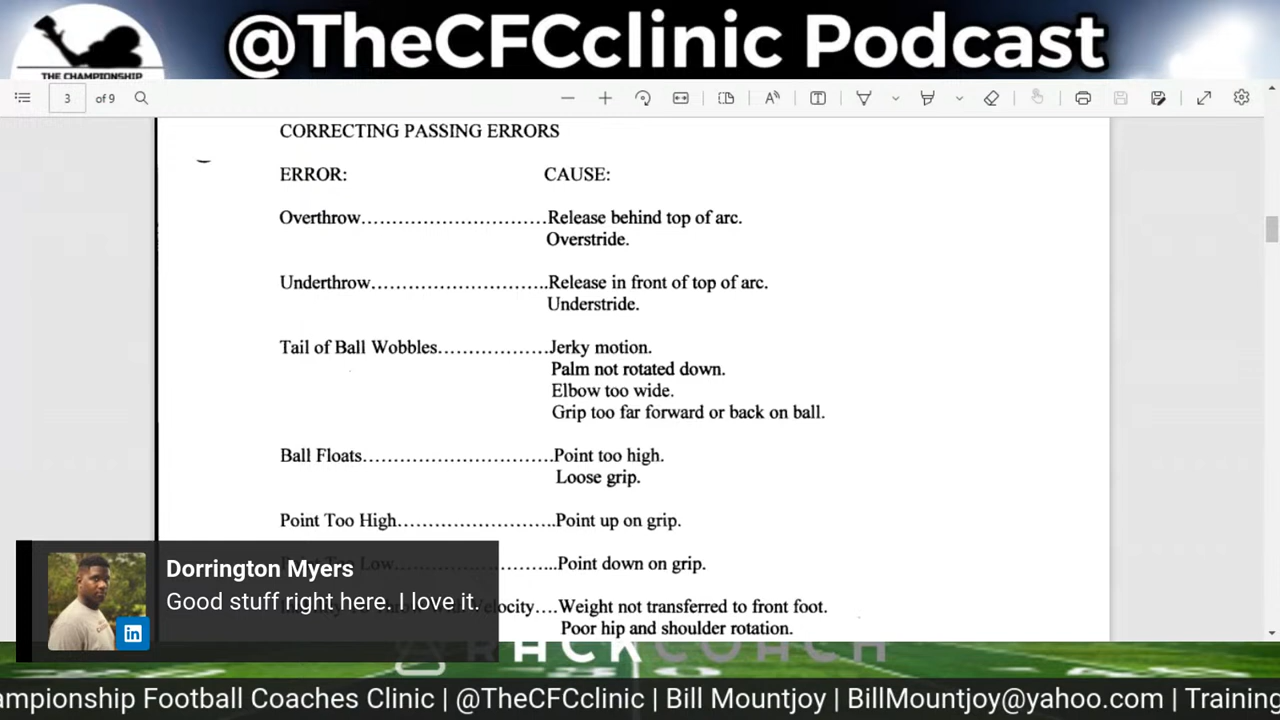 @TheCFCclinic Podcast
THE CHAMPIONSHIP
3 of 9
CORRECTING PASSING ERRORS
ERROR: CAUSE:
Overthrow..............................Release behind top of arc.
Overstride.
Underthrow.............................Release in front of top of arc.
Understride.
Tail of Ball Wobbles..................Jerky motion.
Palm not rotated down.
Elbow too wide.
Grip too far forward or back on ball.
Ball Floats...............................Point too high.
Loose grip.
Point Too High..........................Point up on grip.
Low..........................Point down on grip.
Velocity....Weight not transferred to front foot.
Poor hip and shoulder rotation.
Dorrington Myers
Good stuff right here. I love it.
in
COACH
ampionship Football Coaches Clinic | @TheCFCclinic | Bill Mountjoy | BillMountjoy@yahoo.com | Training